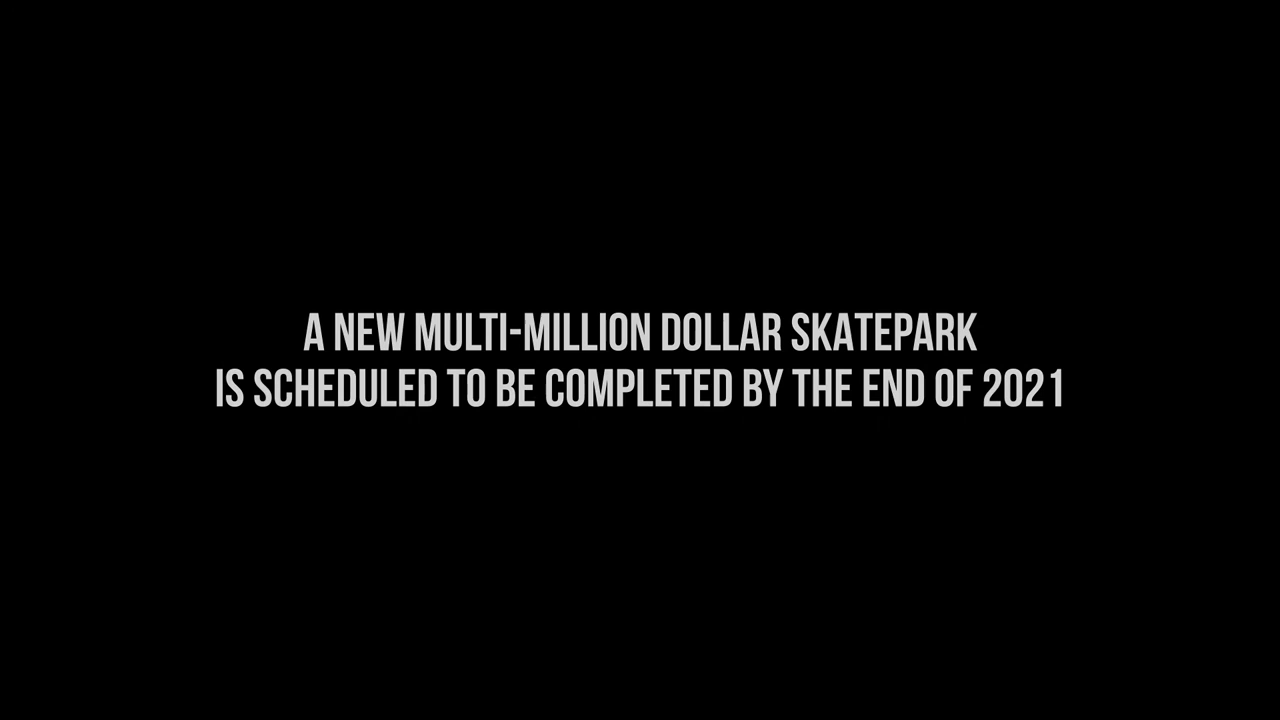 A NEW MULTI-MILLION DOLLAR SKATEPARK
IS SCHEDULED TO BE COMPLETED BY THE END OF 2021